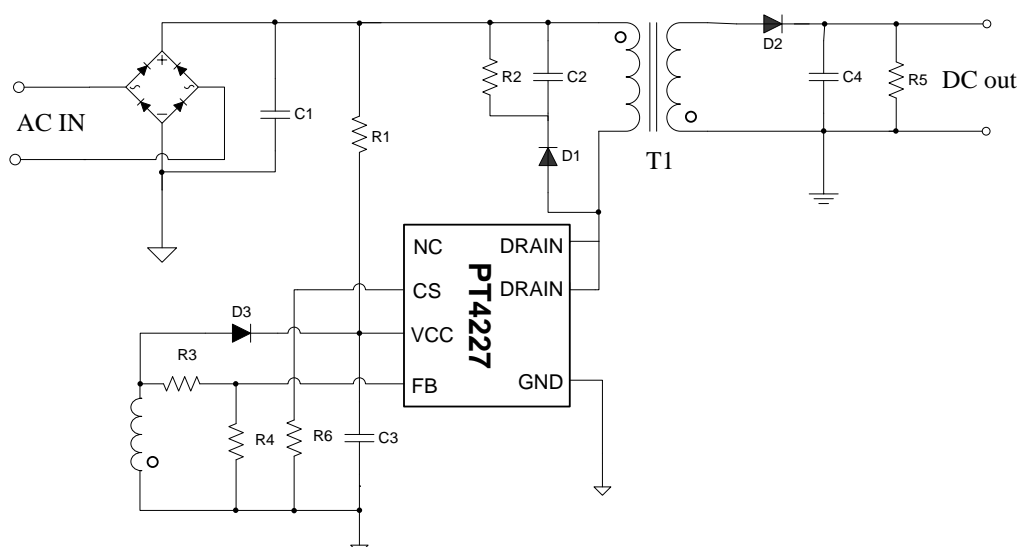 D2
R2
C2
C4
R5
DC out
AC IN
C1
R1
D1
T1
NC
DRAIN
CS
DRAIN
PT4227
D3
VCC
R3
FB
GND
R4
R6
C3